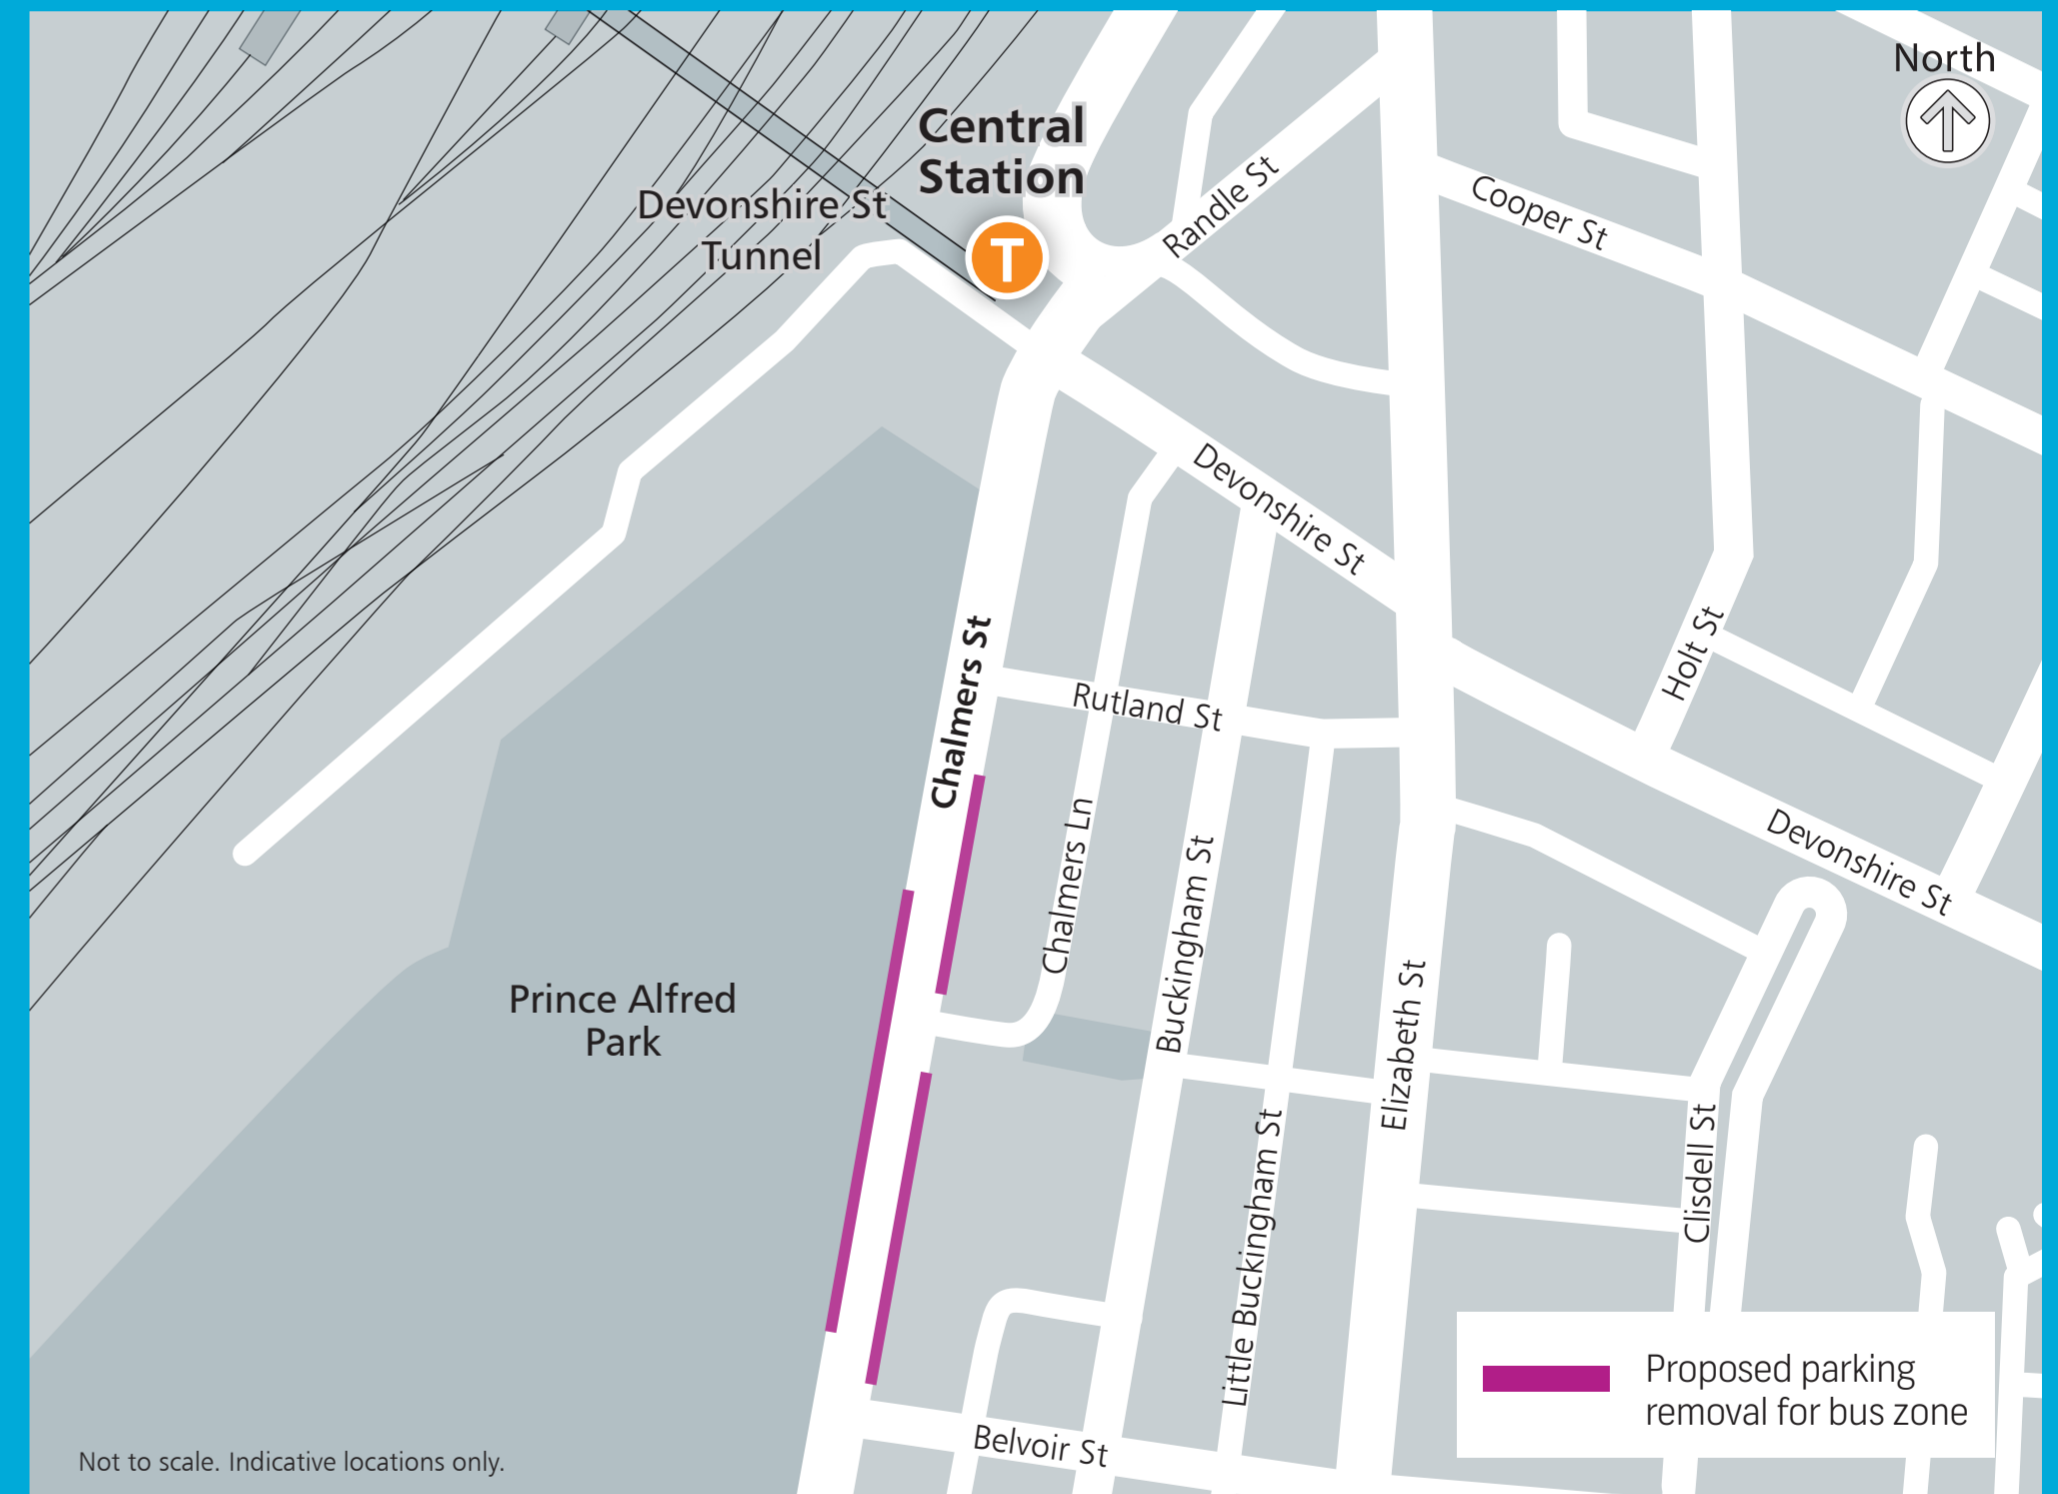 North
Central
Station
T
Devonshire St
Tunnel
Randle St
Cooper St
Devonshire St
Holt St
Chalmers St
Rutland St
Chalmers Ln
Buckingham St
Devonshire St
Elizabeth St
Prince Alfred
Park
Clisdell St
Little Buckingham St
Belvoir St
Proposed parking
removal for bus zone
Not to scale. Indicative locations only.